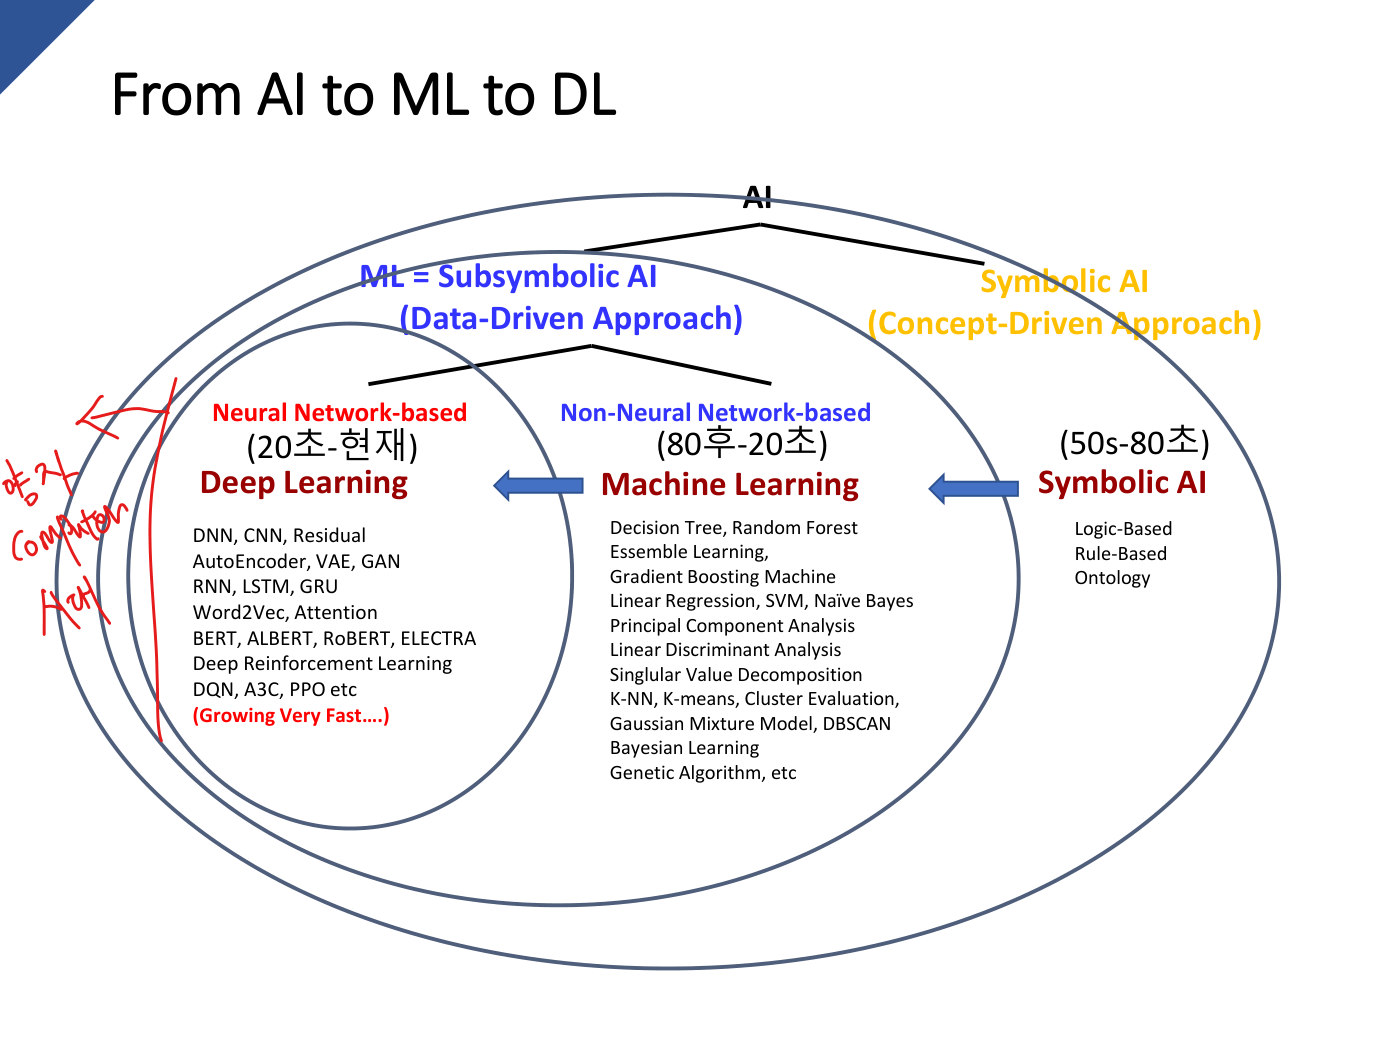 From AI to ML to DL
AI
ML = Subsymbolic AI
(Data-Driven Approach)
Symbolic AI
(Concept-Driven Approach)
Neural Network-based
(20초-현재)
Deep Learning
DNN, CNN, Residual
AutoEncoder, VAE, GAN
RNN, LSTM, GRU
Word2Vec, Attention
BERT, ALBERT, RoBERT, ELECTRA
Deep Reinforcement Learning
DQN, A3C, PPO etc
(Growing Very Fast....)
Non-Neural Network-based
(80후-20초)
Machine Learning
Decision Tree, Random Forest
Essemble Learning,
Gradient Boosting Machine
Linear Regression, SVM, Naïve Bayes
Principal Component Analysis
Linear Discriminant Analysis
Singlular Value Decomposition
K-NN, K-means, Cluster Evaluation,
Gaussian Mixture Model, DBSCAN
Bayesian Learning
Genetic Algorithm, etc
(50s-80초)
Symbolic AI
Logic-Based
Rule-Based
Ontology
양자
Computer
시대